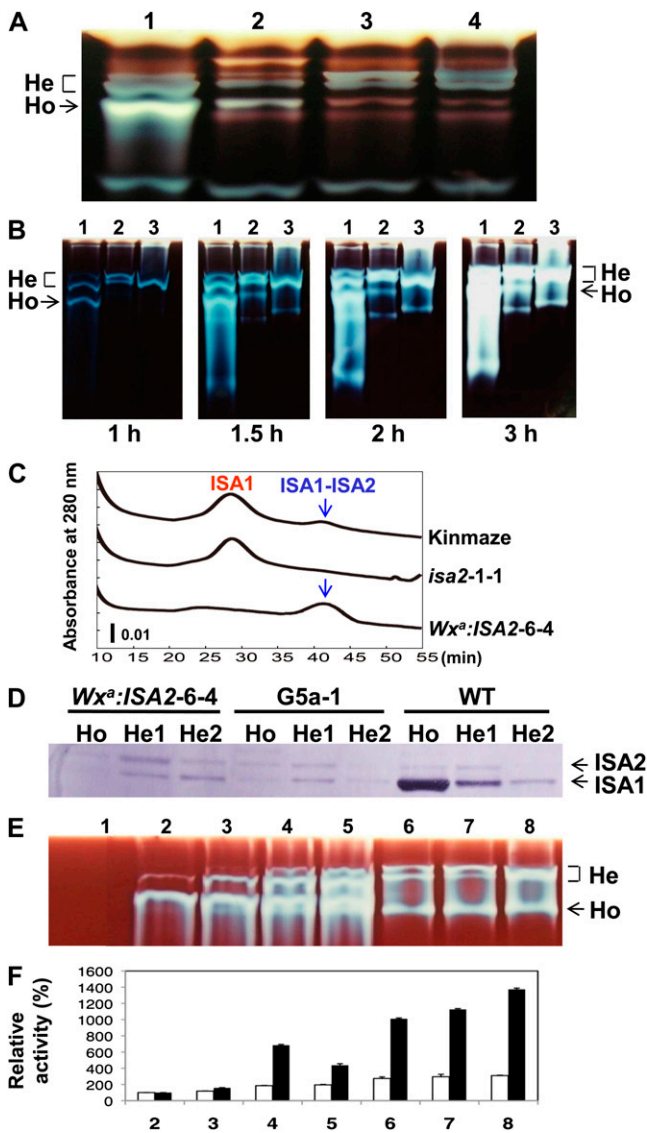 A
1 2 3 4
He
Ho
B
1 2 3 1 2 3 1 2 3 1 2 3
He
Ho
He
Ho
1 h 1.5 h 2 h 3 h
C
Absorbance at 280 nm
ISA1 ISA1-ISA2
Kinmaze
isa2-1-1
Wxᵃ:ISA2-6-4
0.01
10 15 20 25 30 35 40 45 50 55 (min)
D
Wxᵃ:ISA2-6-4 G5a-1 WT
Ho He1 He2 Ho He1 He2 Ho He1 He2
ISA2
ISA1
E
1 2 3 4 5 6 7 8
He
Ho
F
Relative activity (%)
1600
1400
1200
1000
800
600
400
200
0
2 3 4 5 6 7 8